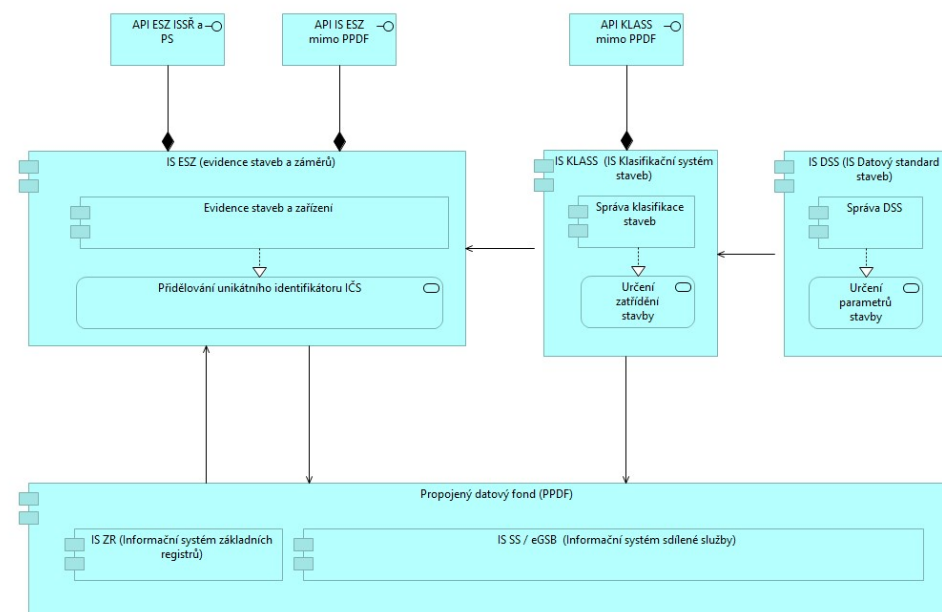 API ESZ ISSŘ a
PS
API IS ESZ
mimo PPDF
API KLASS
mimo PPDF
IS ESZ (evidence staveb a záměrů)
Evidence staveb a zařízení
Přidělování unikátního identifikátoru IČS
IS KLASS (IS Klasifikační systém
staveb)
Správa klasifikace
staveb
Určení
zatřídění
stavby
IS DSS (IS Datový standard
staveb)
Správa DSS
Určení
parametrů
stavby
Propojený datový fond (PPDF)
IS ZR (Informační systém základních
registrů)
IS SS / eGSB (Informační systém sdílené služby)